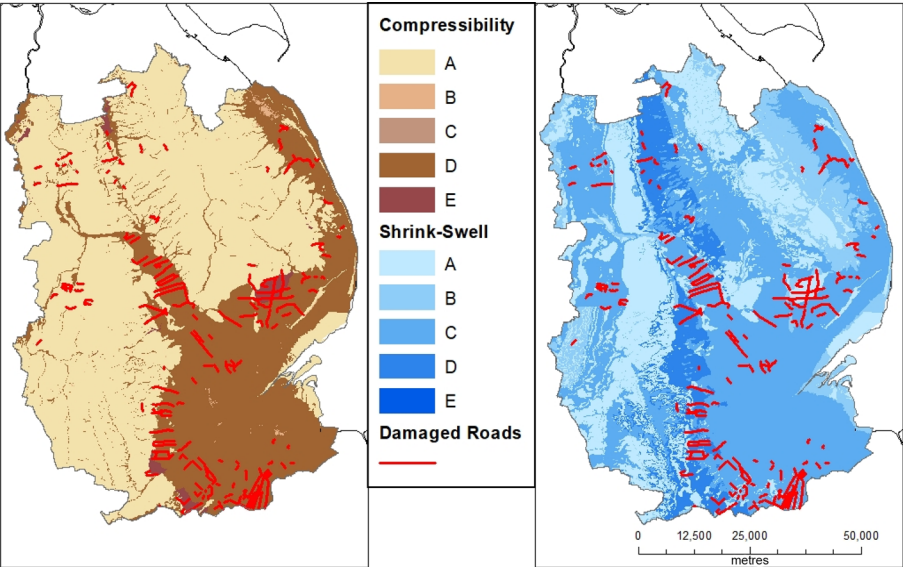 Compressibility
A
B
C
D
E
Shrink-Swell
A
B
C
D
E
Damaged Roads
0 12,500 25,000 50,000
metres